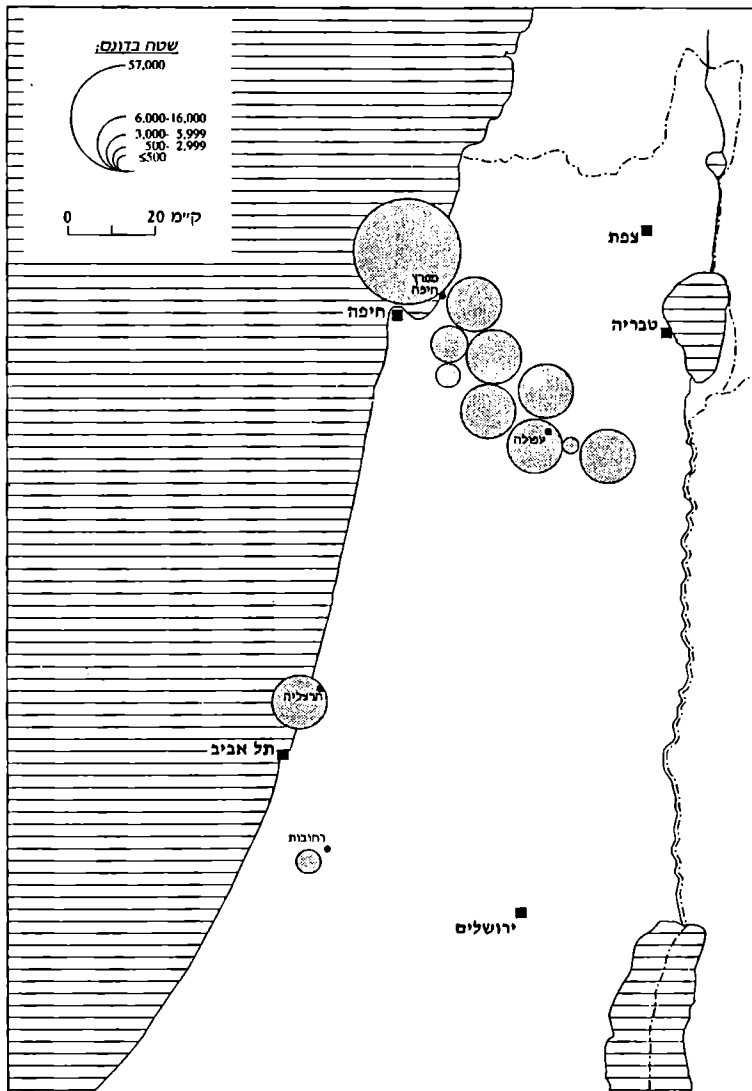 שטח בדונם:
57,000
6,000-16,000
3,000- 5,999
500- 2,999
≤500
0 20 ק״מ
צפת
מפרץ
חיפה
חיפה
טבריה
עפולה
הרצליה
תל אביב
רחובות
ירושלים